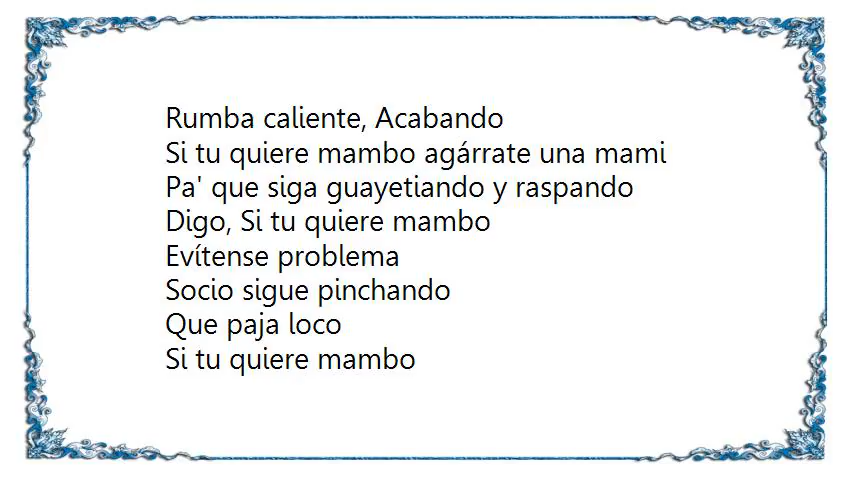 Rumba caliente, Acabando
Si tu quiere mambo agárrate una mami
Pa' que siga guayetiando y raspando
Digo, Si tu quiere mambo
Evítense problema
Socio sigue pinchando
Que paja loco
Si tu quiere mambo